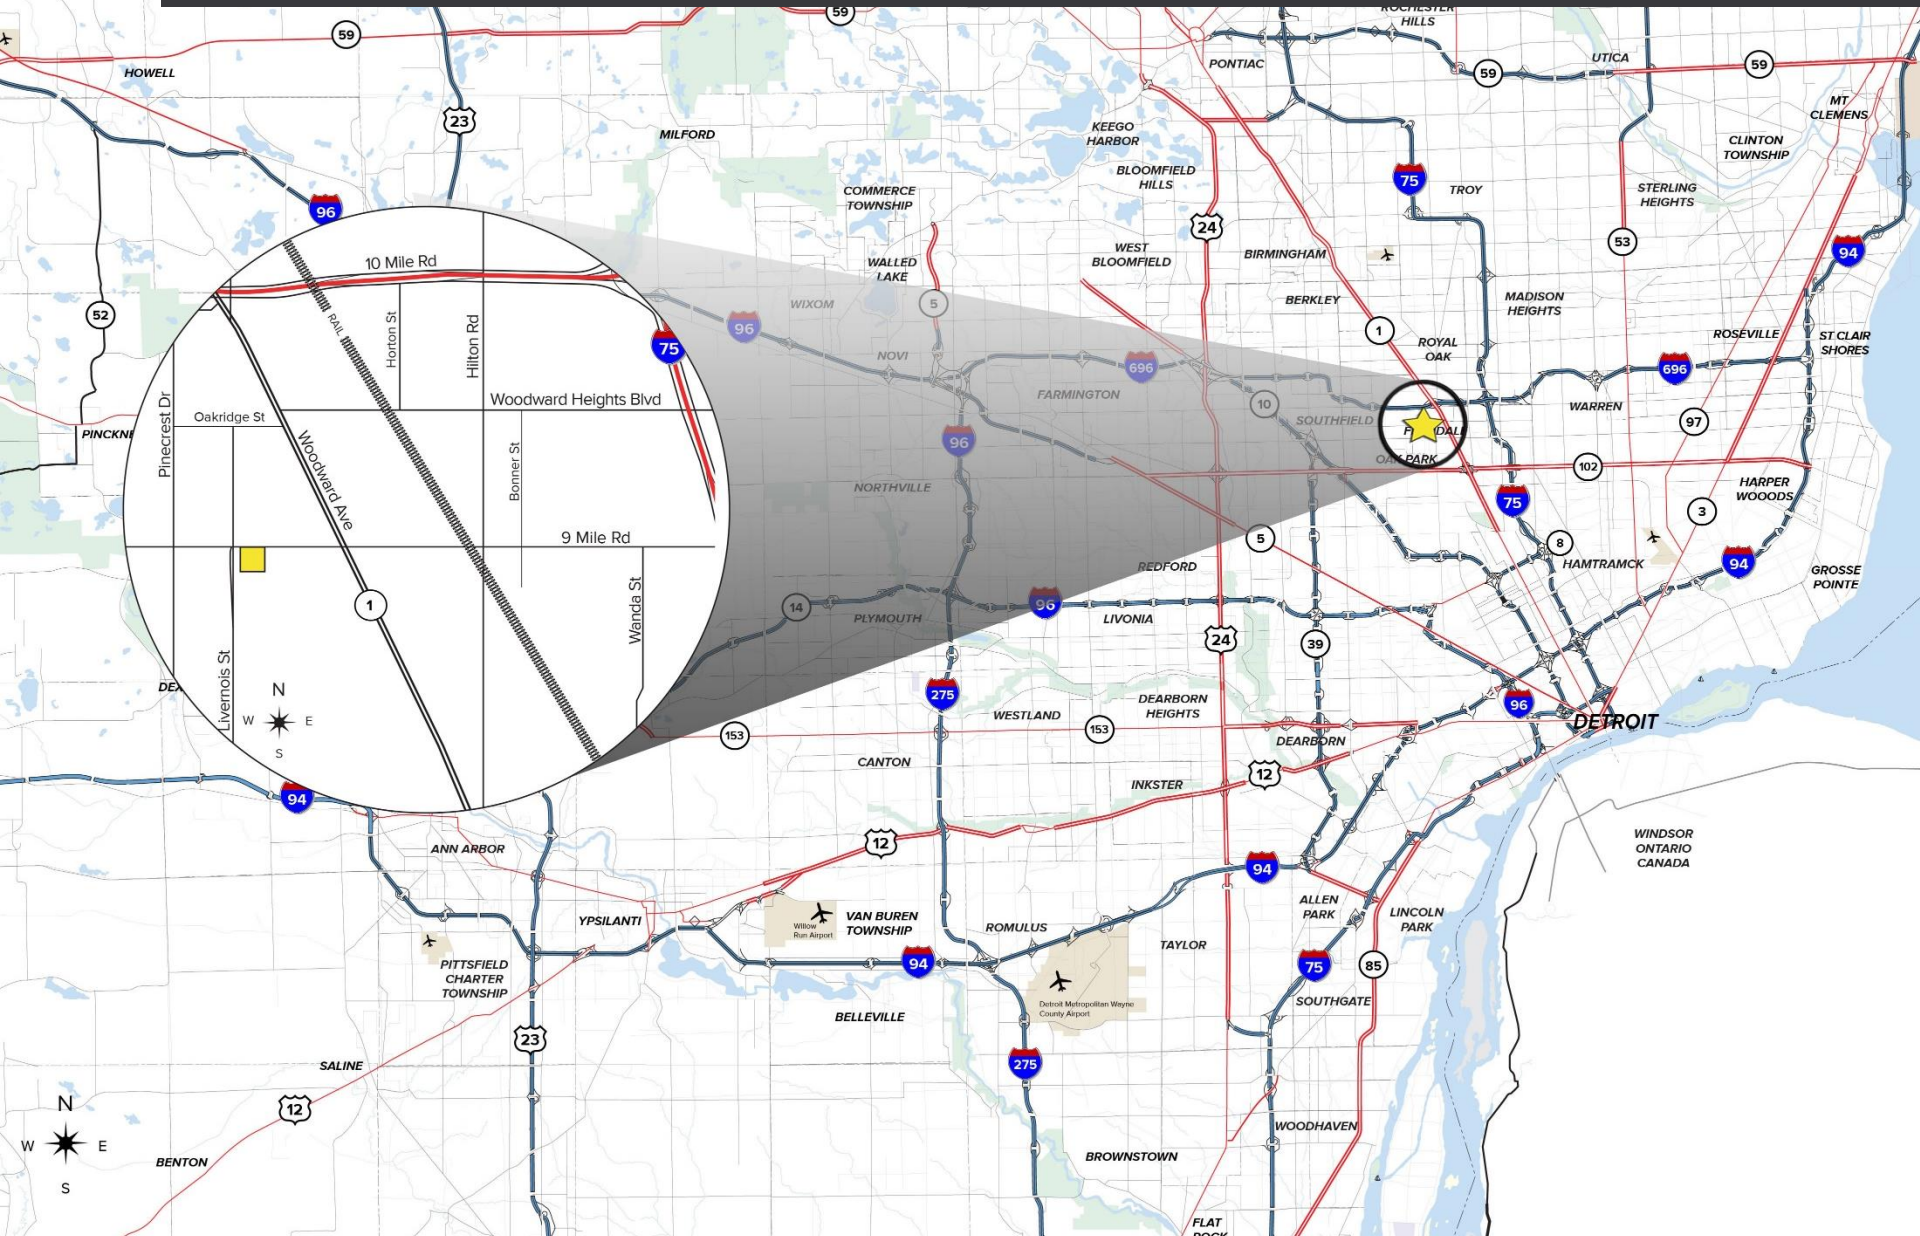 59
59
ROCHESTER
HILLS
PONTIAC
UTICA
59
59
HOWELL
MT
CLEMENS
23
MILFORD
KEEGO
HARBOR
CLINTON
TOWNSHIP
BLOOMFIELD
HILLS
75
TROY
COMMERCE
TOWNSHIP
STERLING
HEIGHTS
96
24
53
94
WEST
BLOOMFIELD
BIRMINGHAM
WALLED
LAKE
10 Mile Rd
WIXOM
5
BERKLEY
MADISON
HEIGHTS
52
RAIL
Horton St
Hilton Rd
96
1
ROSEVILLE
ST CLAIR
SHORES
75
NOVI
ROYAL
OAK
696
696
FARMINGTON
Pinecrest Dr
Oakridge St
Woodward Heights Blvd
10
SOUTHFIELD
WARREN
97
PINCKNE
Woodward Ave
Bonner St
96
F
DALE
OAK PARK
102
NORTHVILLE
75
HARPER
WOOODS
3
9 Mile Rd
5
8
94
REDFORD
HAMTRAMCK
GROSSE
POINTE
1
Wanda St
14
PLYMOUTH
96
LIVONIA
24
39
DEX
Livernois St
N
W
E
S
275
DEARBORN
HEIGHTS
96
DETROIT
WESTLAND
153
153
DEARBORN
CANTON
INKSTER
12
94
12
ANN ARBOR
WINDSOR
ONTARIO
CANADA
94
YPSILANTI
Willow
Run Airport
VAN BUREN
TOWNSHIP
ROMULUS
ALLEN
PARK
LINCOLN
PARK
TAYLOR
94
75
85
PITTSFIELD
CHARTER
TOWNSHIP
Detroit Metropolitan Wayne
County Airport
SOUTHGATE
BELLEVILLE
23
275
SALINE
12
N
W
E
S
BENTON
WOODHAVEN
BROWNSTOWN
FLAT
ROCK